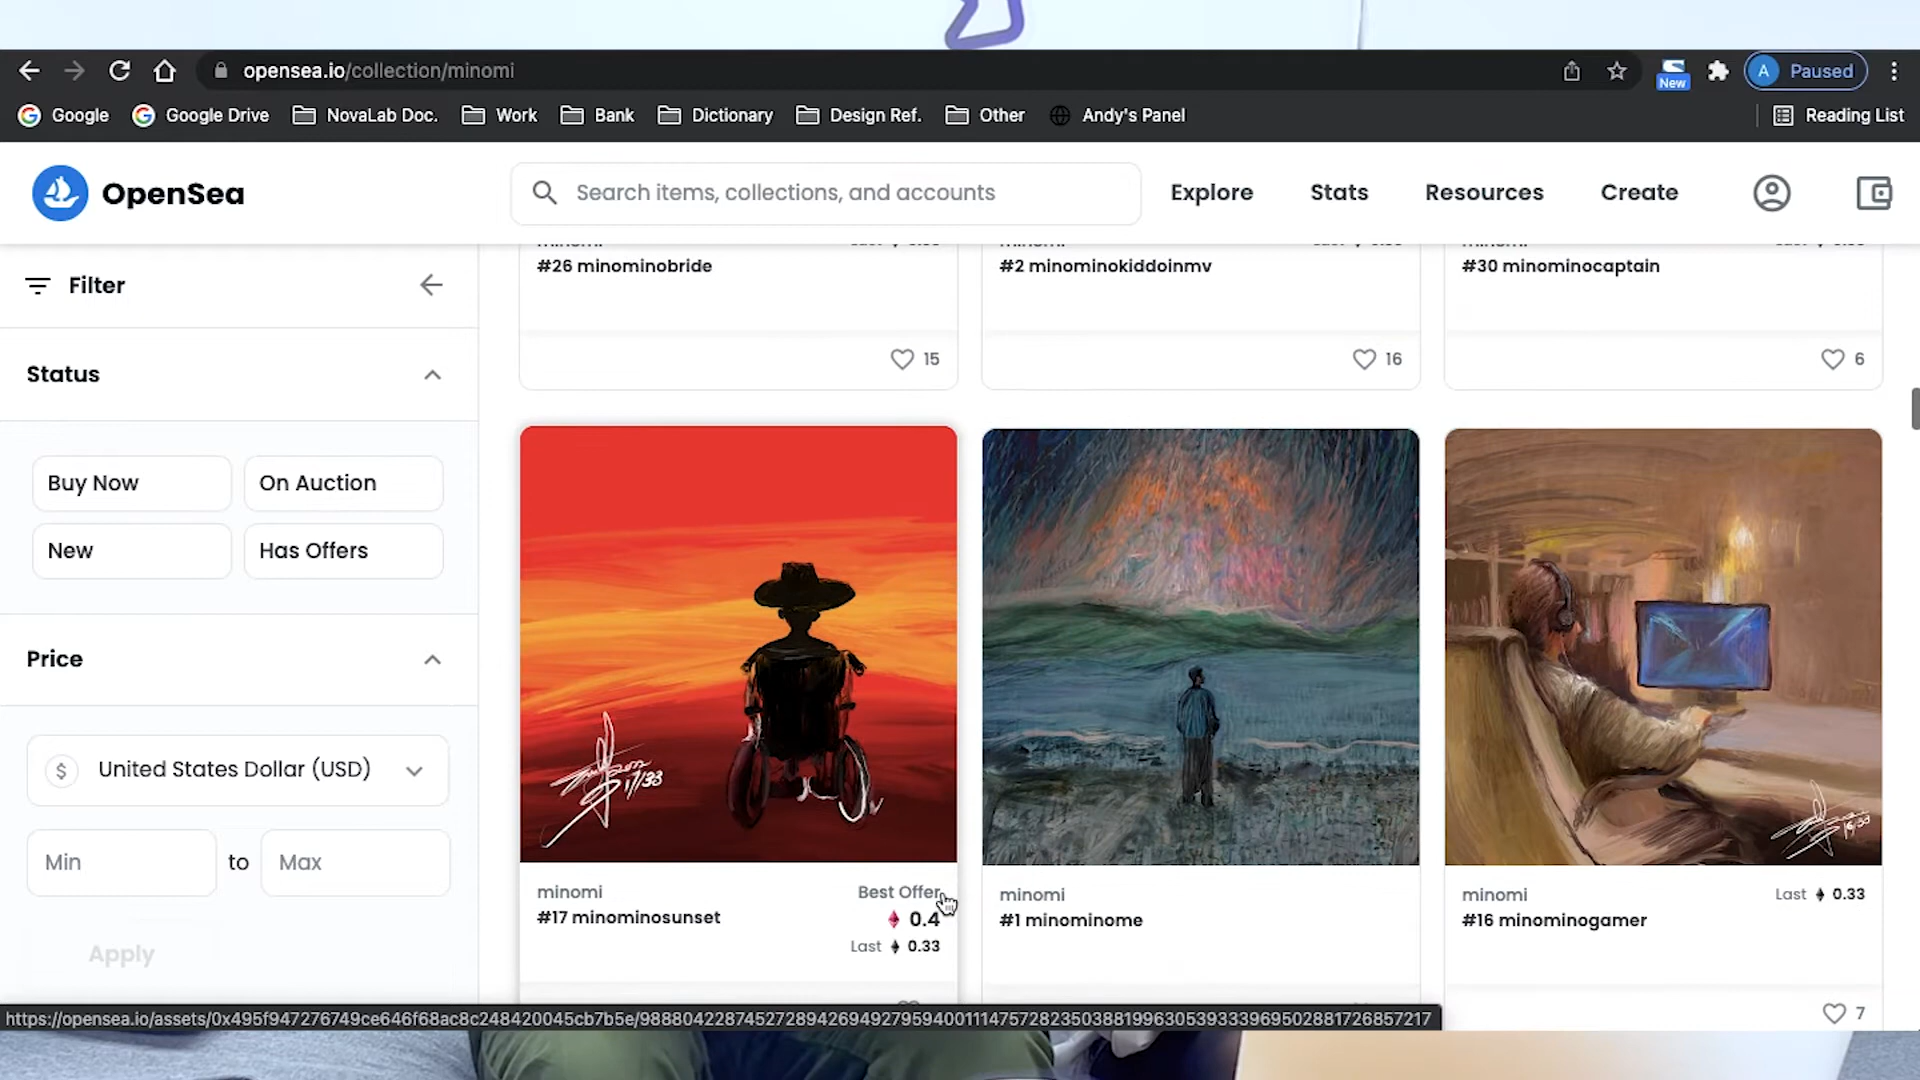 opensea.io/collection/minomi
New
A Paused
Google
Google Drive
NovaLab Doc.
Work
Bank
Dictionary
Design Ref.
Other
Andy's Panel
Reading List
OpenSea
Search items, collections, and accounts
Explore
Stats
Resources
Create
Filter
Status
Buy Now
On Auction
New
Has Offers
Price
$ United States Dollar (USD)
Min
to
Max
Apply
#26 minominobride
15
#2 minominokiddoinmv
16
#30 minominocaptain
6
17/33
minomi
Best Offer
#17 minominosunset
0.4
Last 0.33
minomi
#1 minominome
16/33
minomi
Last 0.33
#16 minominogamer
7
https://opensea.io/assets/0x495f947276749ce646f68ac8c248420045cb7b5e/98880422874527289426949279594001114757282350388199630539333969502881726857217